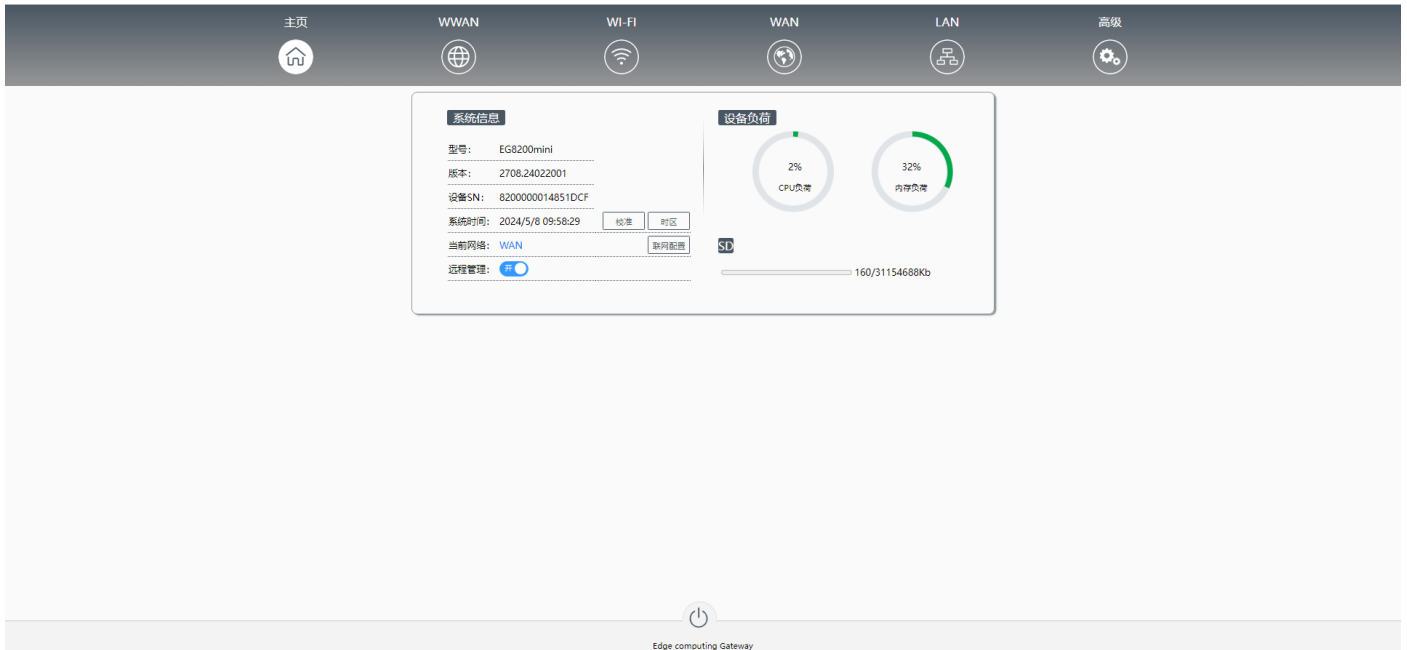 主页 WWAN WI-FI WAN LAN 高级
系统信息
型号： EG8200mini
版本： 2708.24022001
设备SN： 8200000014851DCF
系统时间： 2024/5/8 09:58:29 校准 时区
当前网络： WAN 联网配置
远程管理： 开
设备负荷
2%
CPU负荷
32%
内存负荷
SD
160/31154688Kb
Edge computing Gateway